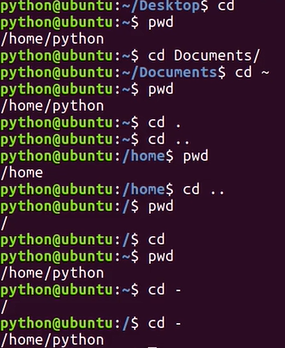 python@ubuntu:~/Desktop$ cd
python@ubuntu:~$ pwd
/home/python
python@ubuntu:~$ cd Documents/
python@ubuntu:~/Documents$ cd ~
python@ubuntu:~$ pwd
/home/python
python@ubuntu:~$ cd .
python@ubuntu:~$ cd ..
python@ubuntu:/home$ pwd
/home
python@ubuntu:/home$ cd ..
python@ubuntu:/$ pwd
/
python@ubuntu:/$ cd
python@ubuntu:~$ pwd
/home/python
python@ubuntu:~$ cd -
/
python@ubuntu:/$ cd -
/home/python